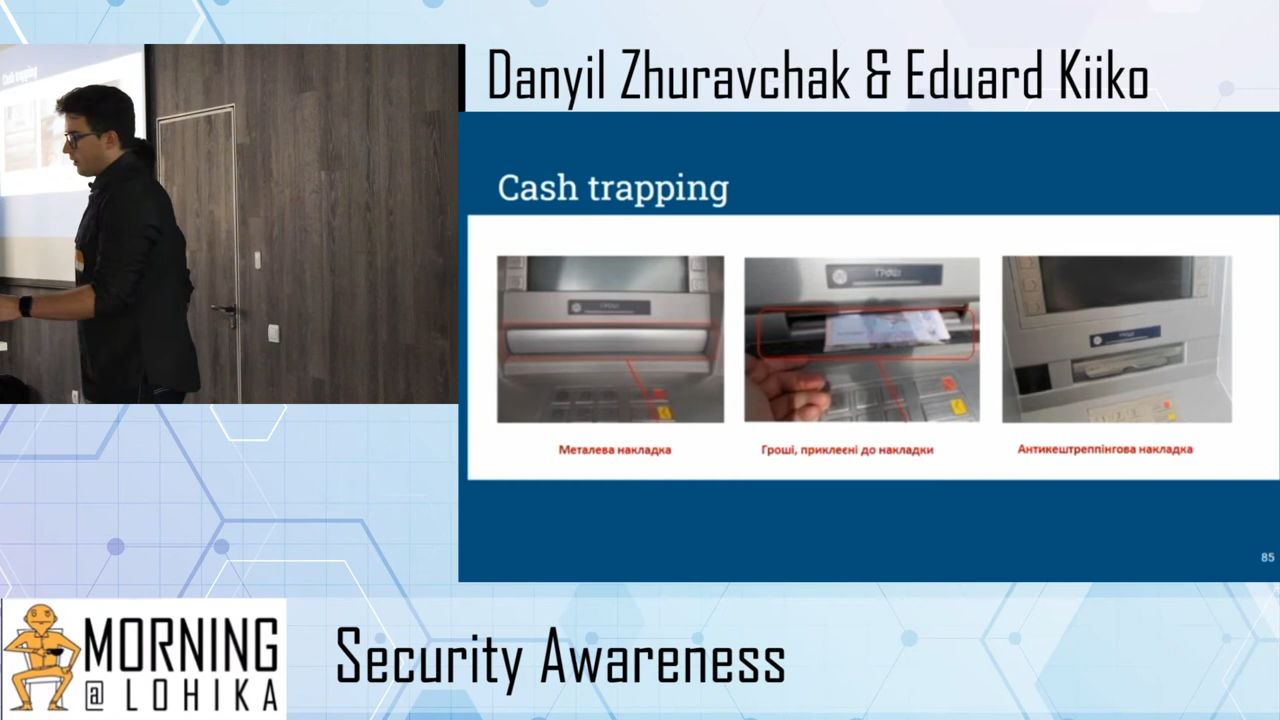 Danyil Zhuravchak & Eduard Kiiko
Cash trapping
ГРОШІ
Металева накладка
Гроші, приклеєні до накладки
Антикештреппінгова накладка
85
MORNING
@ LOHIKA
Security Awareness